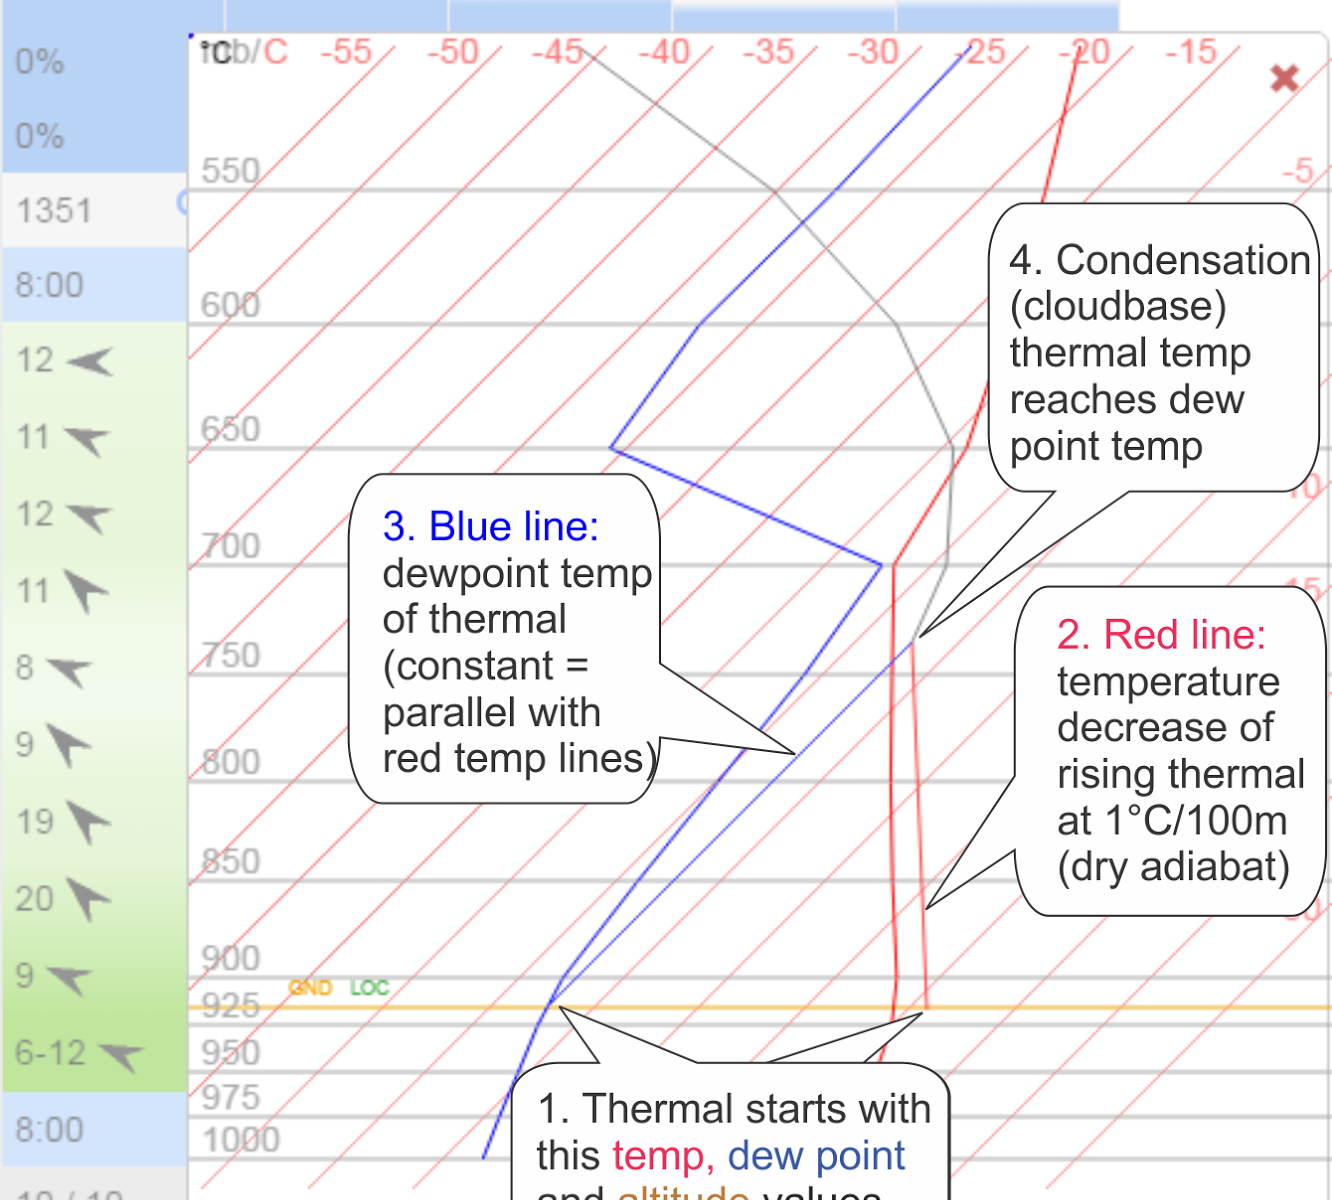 mb/C -55 -50 -45 -40 -35 -30 -25 -20 -15
°C
0%
0%
550
-5
1351
8:00
600
12
4. Condensation
(cloudbase)
thermal temp
reaches dew
point temp
11
650
12
3. Blue line:
dewpoint temp
of thermal
(constant =
parallel with
red temp lines)
700
11
2. Red line:
temperature
decrease of
rising thermal
at 1°C/100m
(dry adiabat)
8
750
9
800
19
850
20
900
9
GND LOC
925
6-12
950
975
8:00
1000
1. Thermal starts with
this temp, dew point
and altitude values